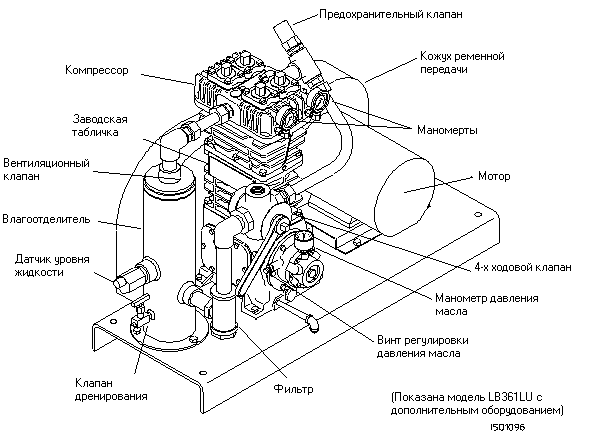 Предохранительный клапан
Кожух ременной
передачи
Компрессор
Заводская
табличка
Манометры
Вентиляционный
клапан
Мотор
Влагоотделитель
Датчик уровня
жидкости
4-х ходовой клапан
Манометр давления
масла
Винт регулировки
давления масла
Клапан
дренирования
Фильтр
(Показана модель LB361LU с
дополнительным оборудованием)
ISO1096